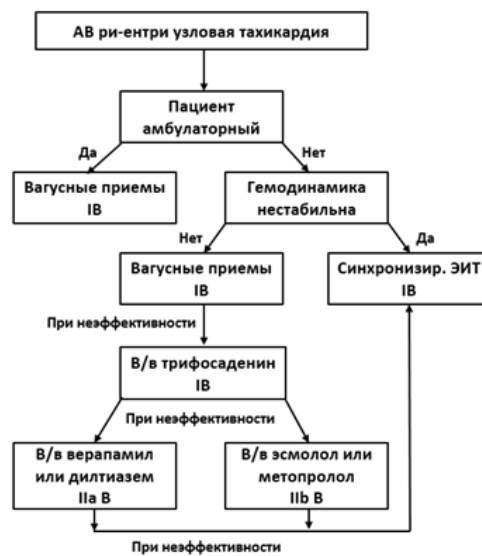 АВ ри-ентри узловая тахикардия
Пациент
амбулаторный
Да
Нет
Вагусные приемы
IB
Гемодинамика
нестабильна
Нет
Да
Вагусные приемы
IB
Синхронизир. ЭИТ
IB
При неэффективности
В/в трифосаденин
IB
При неэффективности
В/в верапамил
или дилтиазем
IIa B
В/в эсмолол или
метопролол
IIb B
При неэффективности